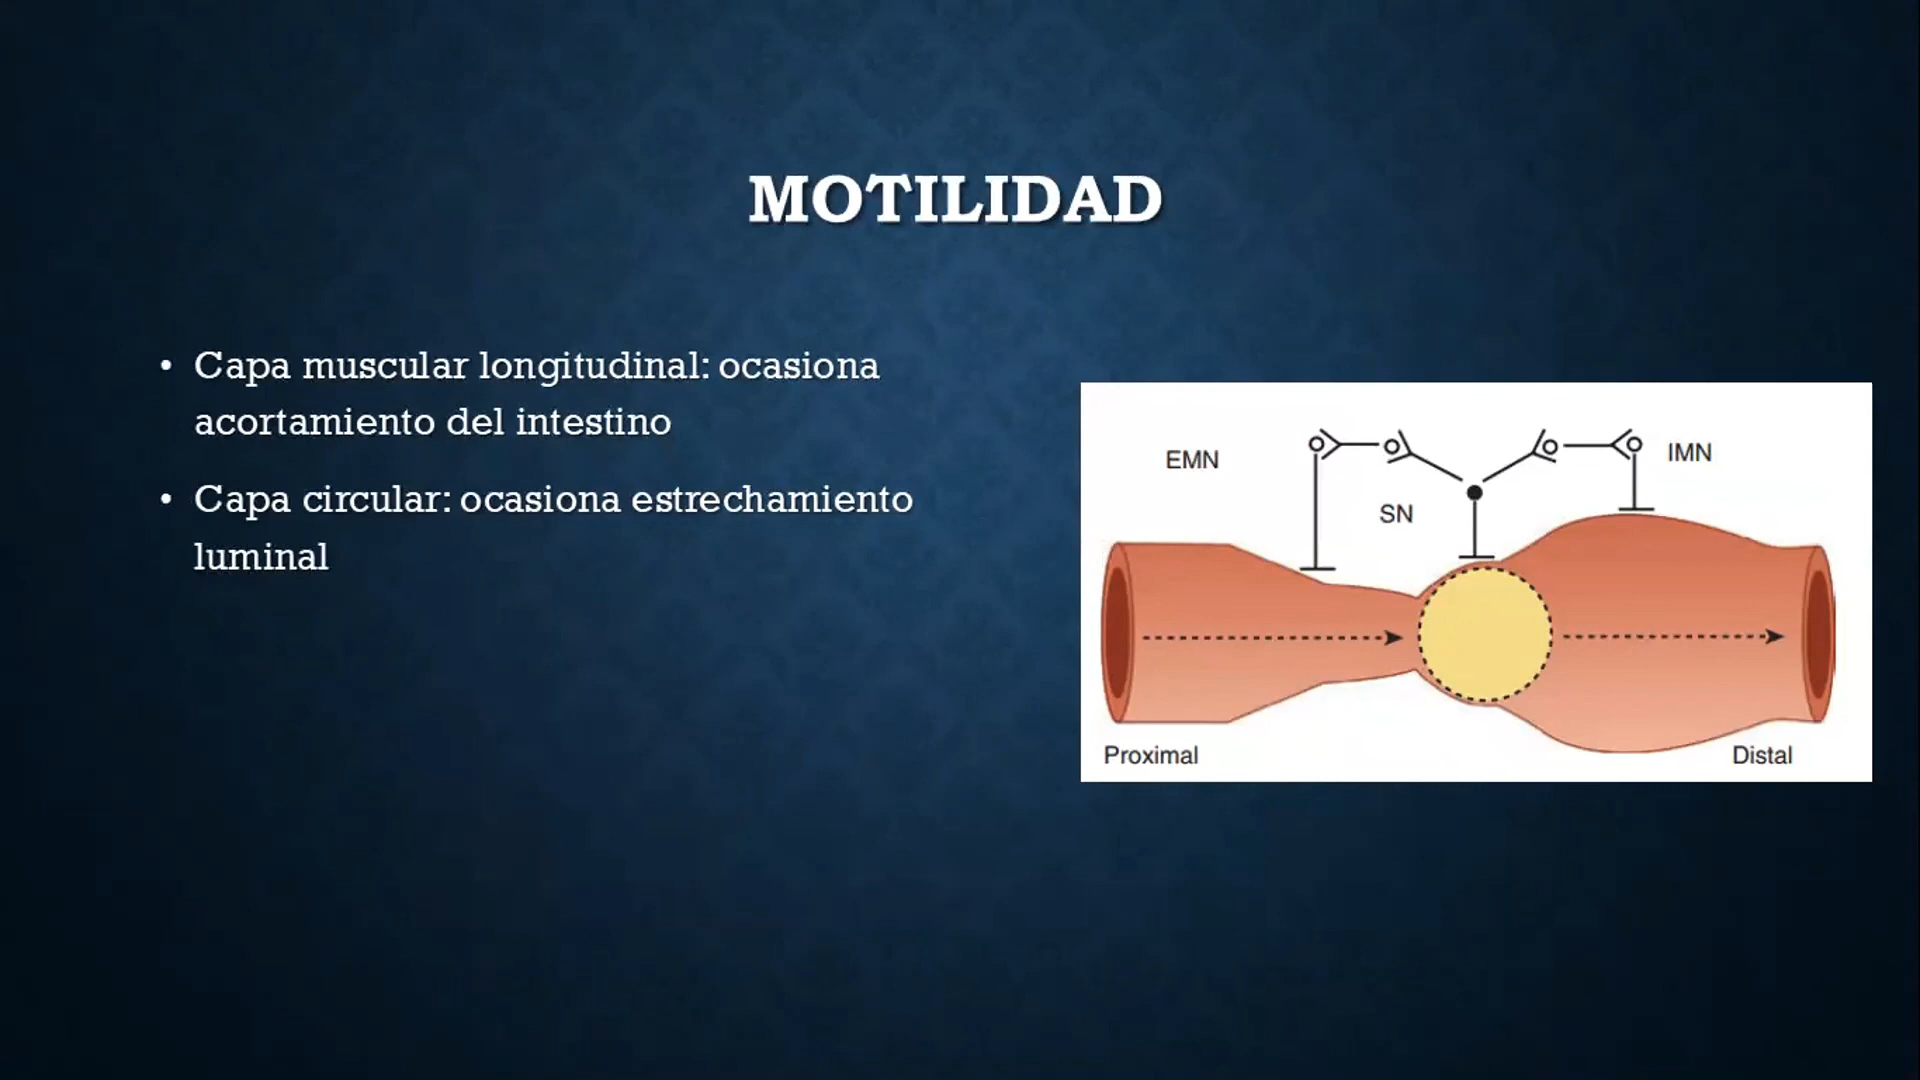 MOTILIDAD
• Capa muscular longitudinal: ocasiona
acortamiento del intestino
• Capa circular: ocasiona estrechamiento
luminal
EMN
IMN
SN
Proximal
Distal